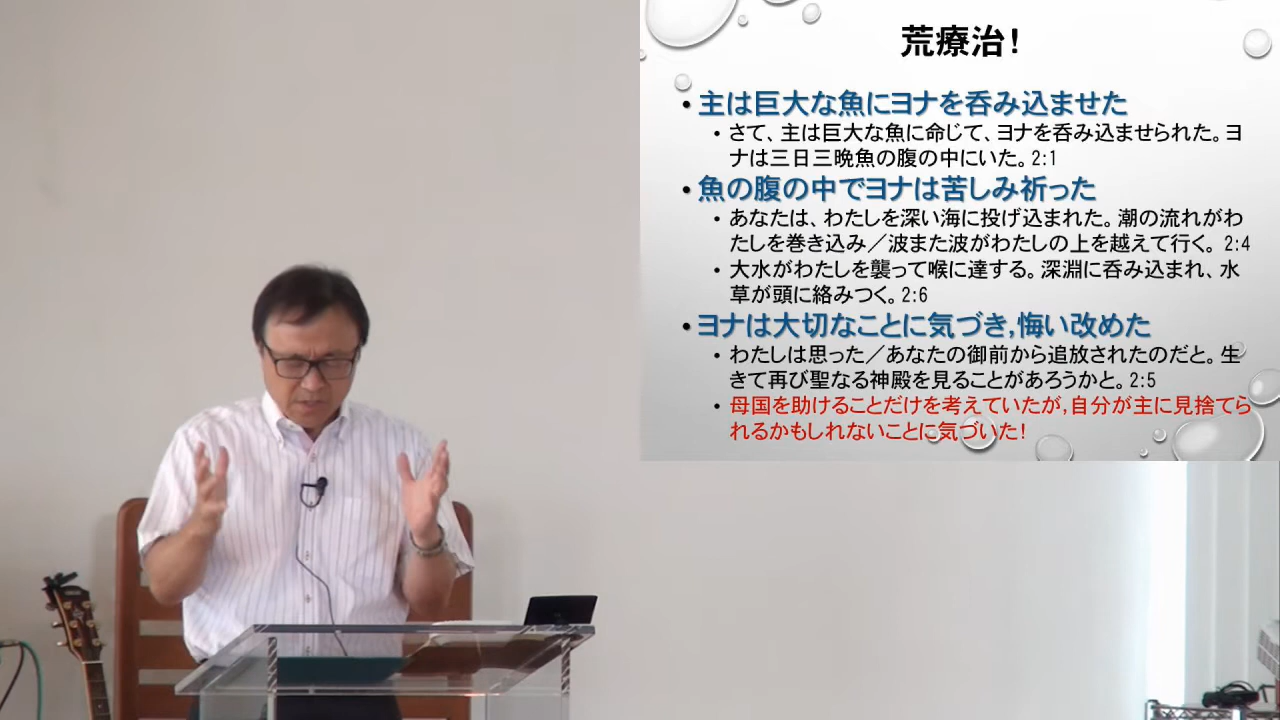 荒療治!
• 主は巨大な魚にヨナを呑み込ませた
• さて、主は巨大な魚に命じて、ヨナを呑み込ませられた。ヨ
ナは三日三晩魚の腹の中にいた。2:1
• 魚の腹の中でヨナは苦しみ祈った
• あなたは、わたしを深い海に投げ込まれた。潮の流れがわ
たしを巻き込み／波また波がわたしの上を越えて行く。2:4
• 大水がわたしを襲って喉に達する。深淵に呑み込まれ、水
草が頭に絡みつく。2:6
• ヨナは大切なことに気づき,悔い改めた
• わたしは思った／あなたの御前から追放されたのだと。生
きて再び聖なる神殿を見ることがあろうかと。2:5
• 母国を助けることだけを考えていたが,自分が主に見捨てら
れるかもしれないことに気づいた!